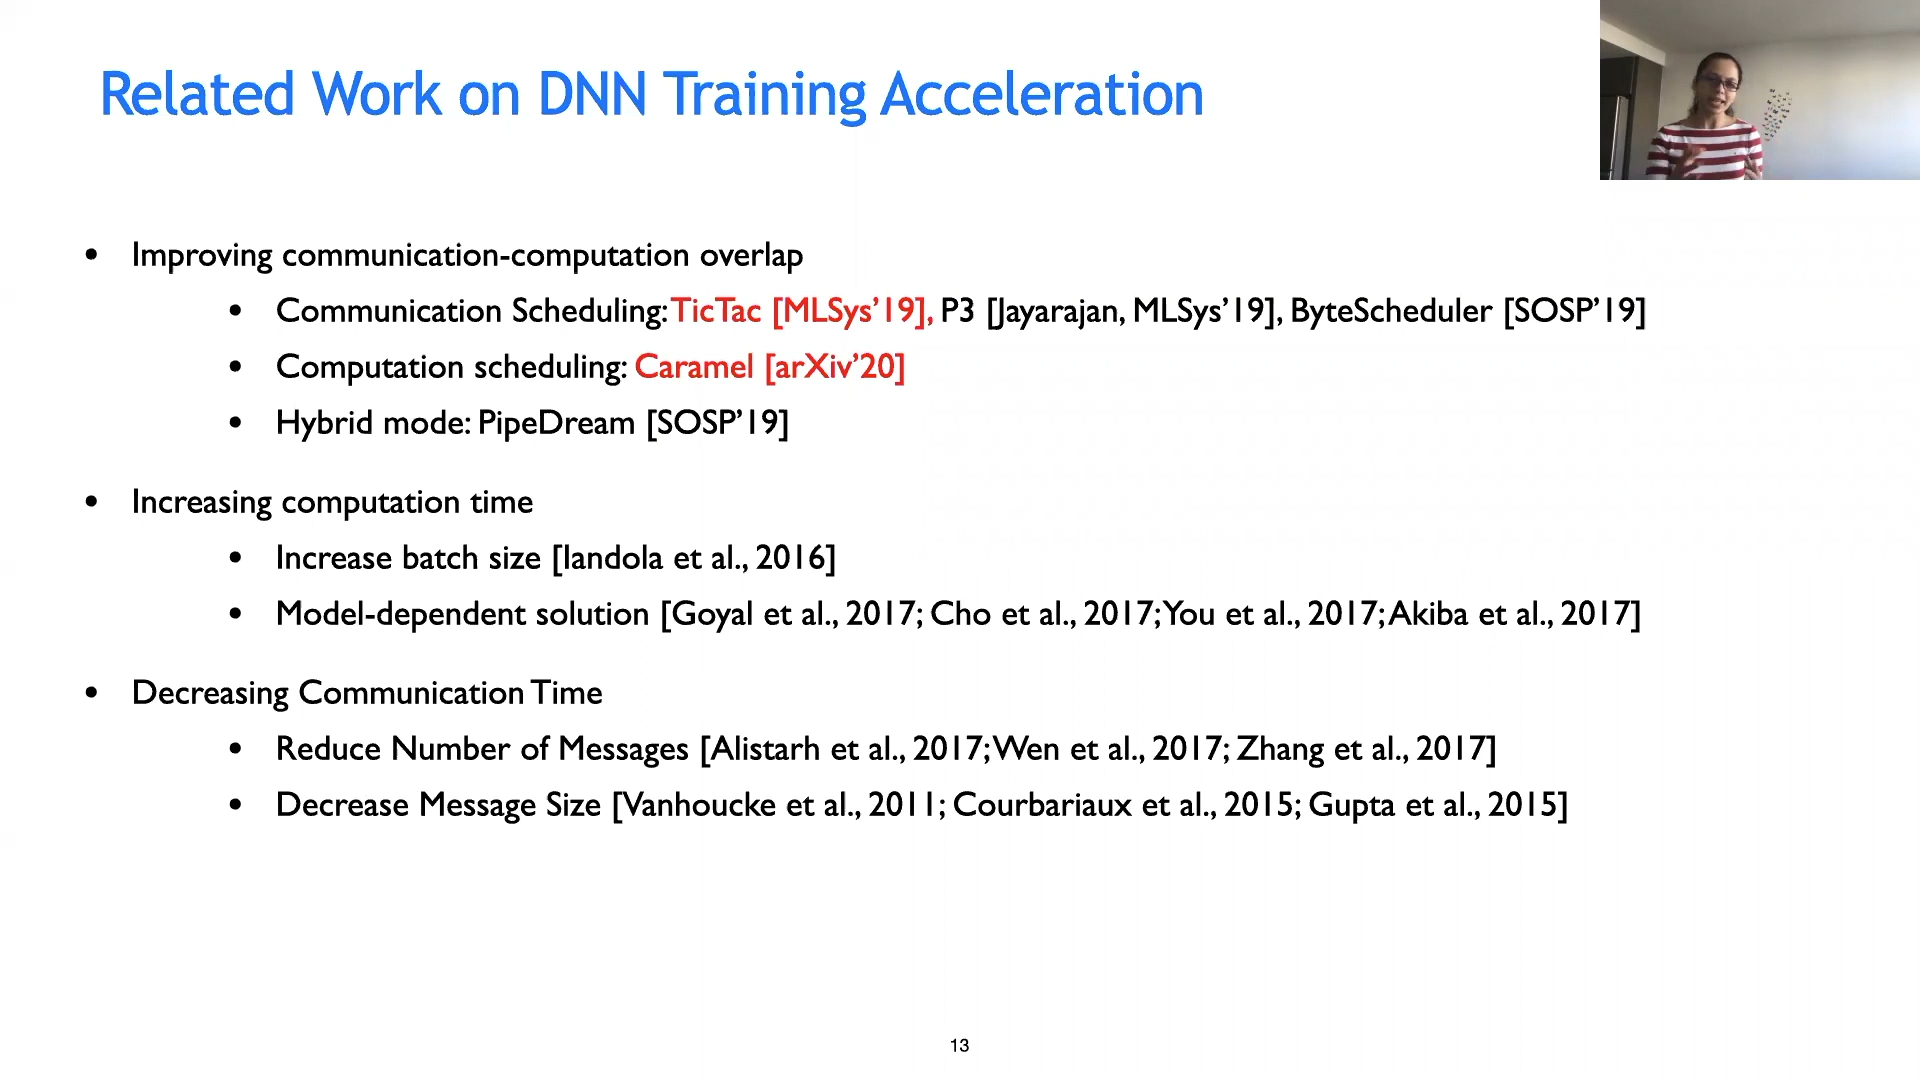 Related Work on DNN Training Acceleration
• Improving communication-computation overlap
• Communication Scheduling: TicTac [MLSys’19], P3 [Jayarajan, MLSys’19], ByteScheduler [SOSP’19]
• Computation scheduling: Caramel [arXiv’20]
• Hybrid mode: PipeDream [SOSP’19]
• Increasing computation time
• Increase batch size [Iandola et al., 2016]
• Model-dependent solution [Goyal et al., 2017; Cho et al., 2017; You et al., 2017; Akiba et al., 2017]
• Decreasing Communication Time
• Reduce Number of Messages [Alistarh et al., 2017; Wen et al., 2017; Zhang et al., 2017]
• Decrease Message Size [Vanhoucke et al., 2011; Courbariaux et al., 2015; Gupta et al., 2015]
13